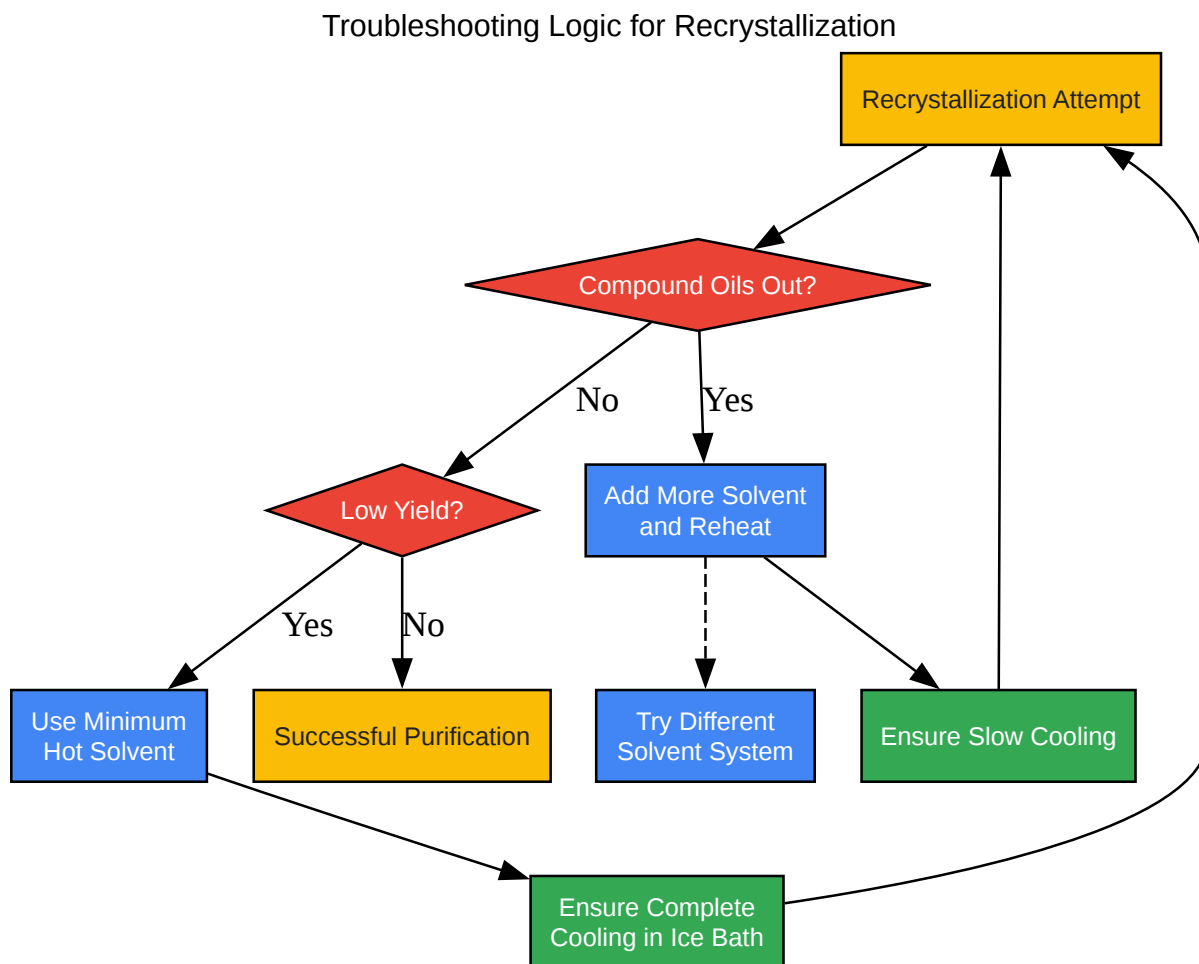 Troubleshooting Logic for Recrystallization
Recrystallization Attempt
Compound Oils Out?
No
Yes
Low Yield?
Add More Solvent
and Reheat
Yes
No
Use Minimum
Hot Solvent
Successful Purification
Try Different
Solvent System
Ensure Slow Cooling
Ensure Complete
Cooling in Ice Bath